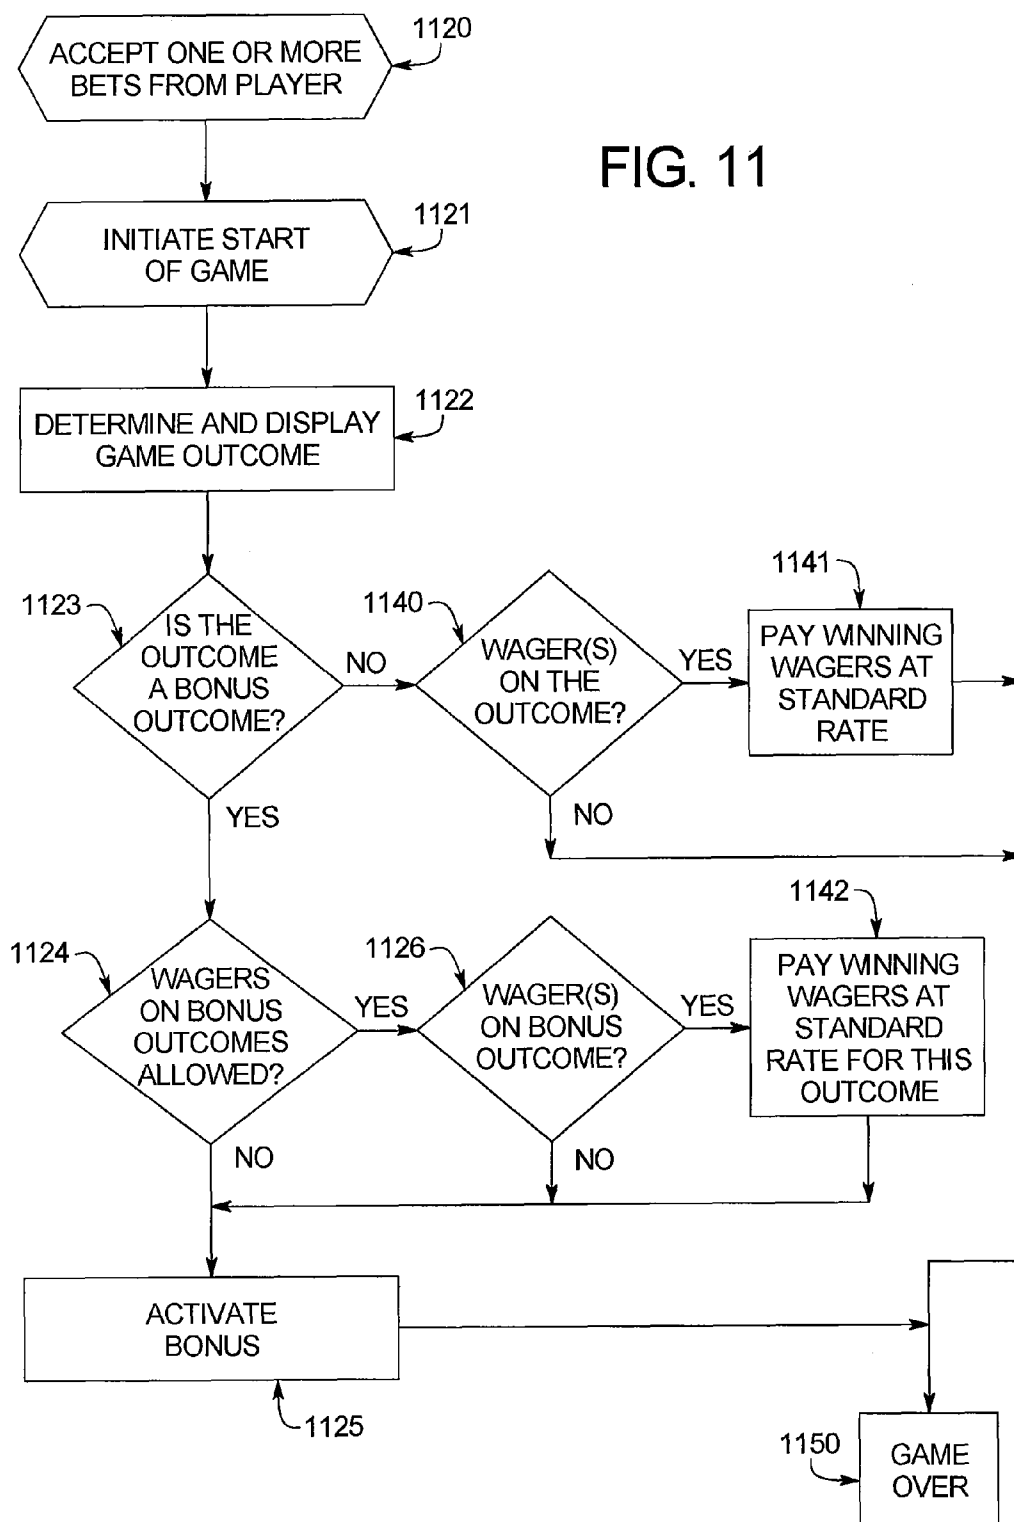 1120
ACCEPT ONE OR MORE
BETS FROM PLAYER
FIG. 11
1121
INITIATE START
OF GAME
1122
DETERMINE AND DISPLAY
GAME OUTCOME
1123
IS THE
OUTCOME
A BONUS
OUTCOME?
NO
YES
1140
WAGER(S)
ON THE
OUTCOME?
YES
NO
1141
PAY WINNING
WAGERS AT
STANDARD
RATE
1124
WAGERS
ON BONUS
OUTCOMES
ALLOWED?
YES
NO
1126
WAGER(S)
ON BONUS
OUTCOME?
YES
NO
1142
PAY WINNING
WAGERS AT
STANDARD
RATE FOR THIS
OUTCOME
ACTIVATE
BONUS
1125
1150
GAME
OVER